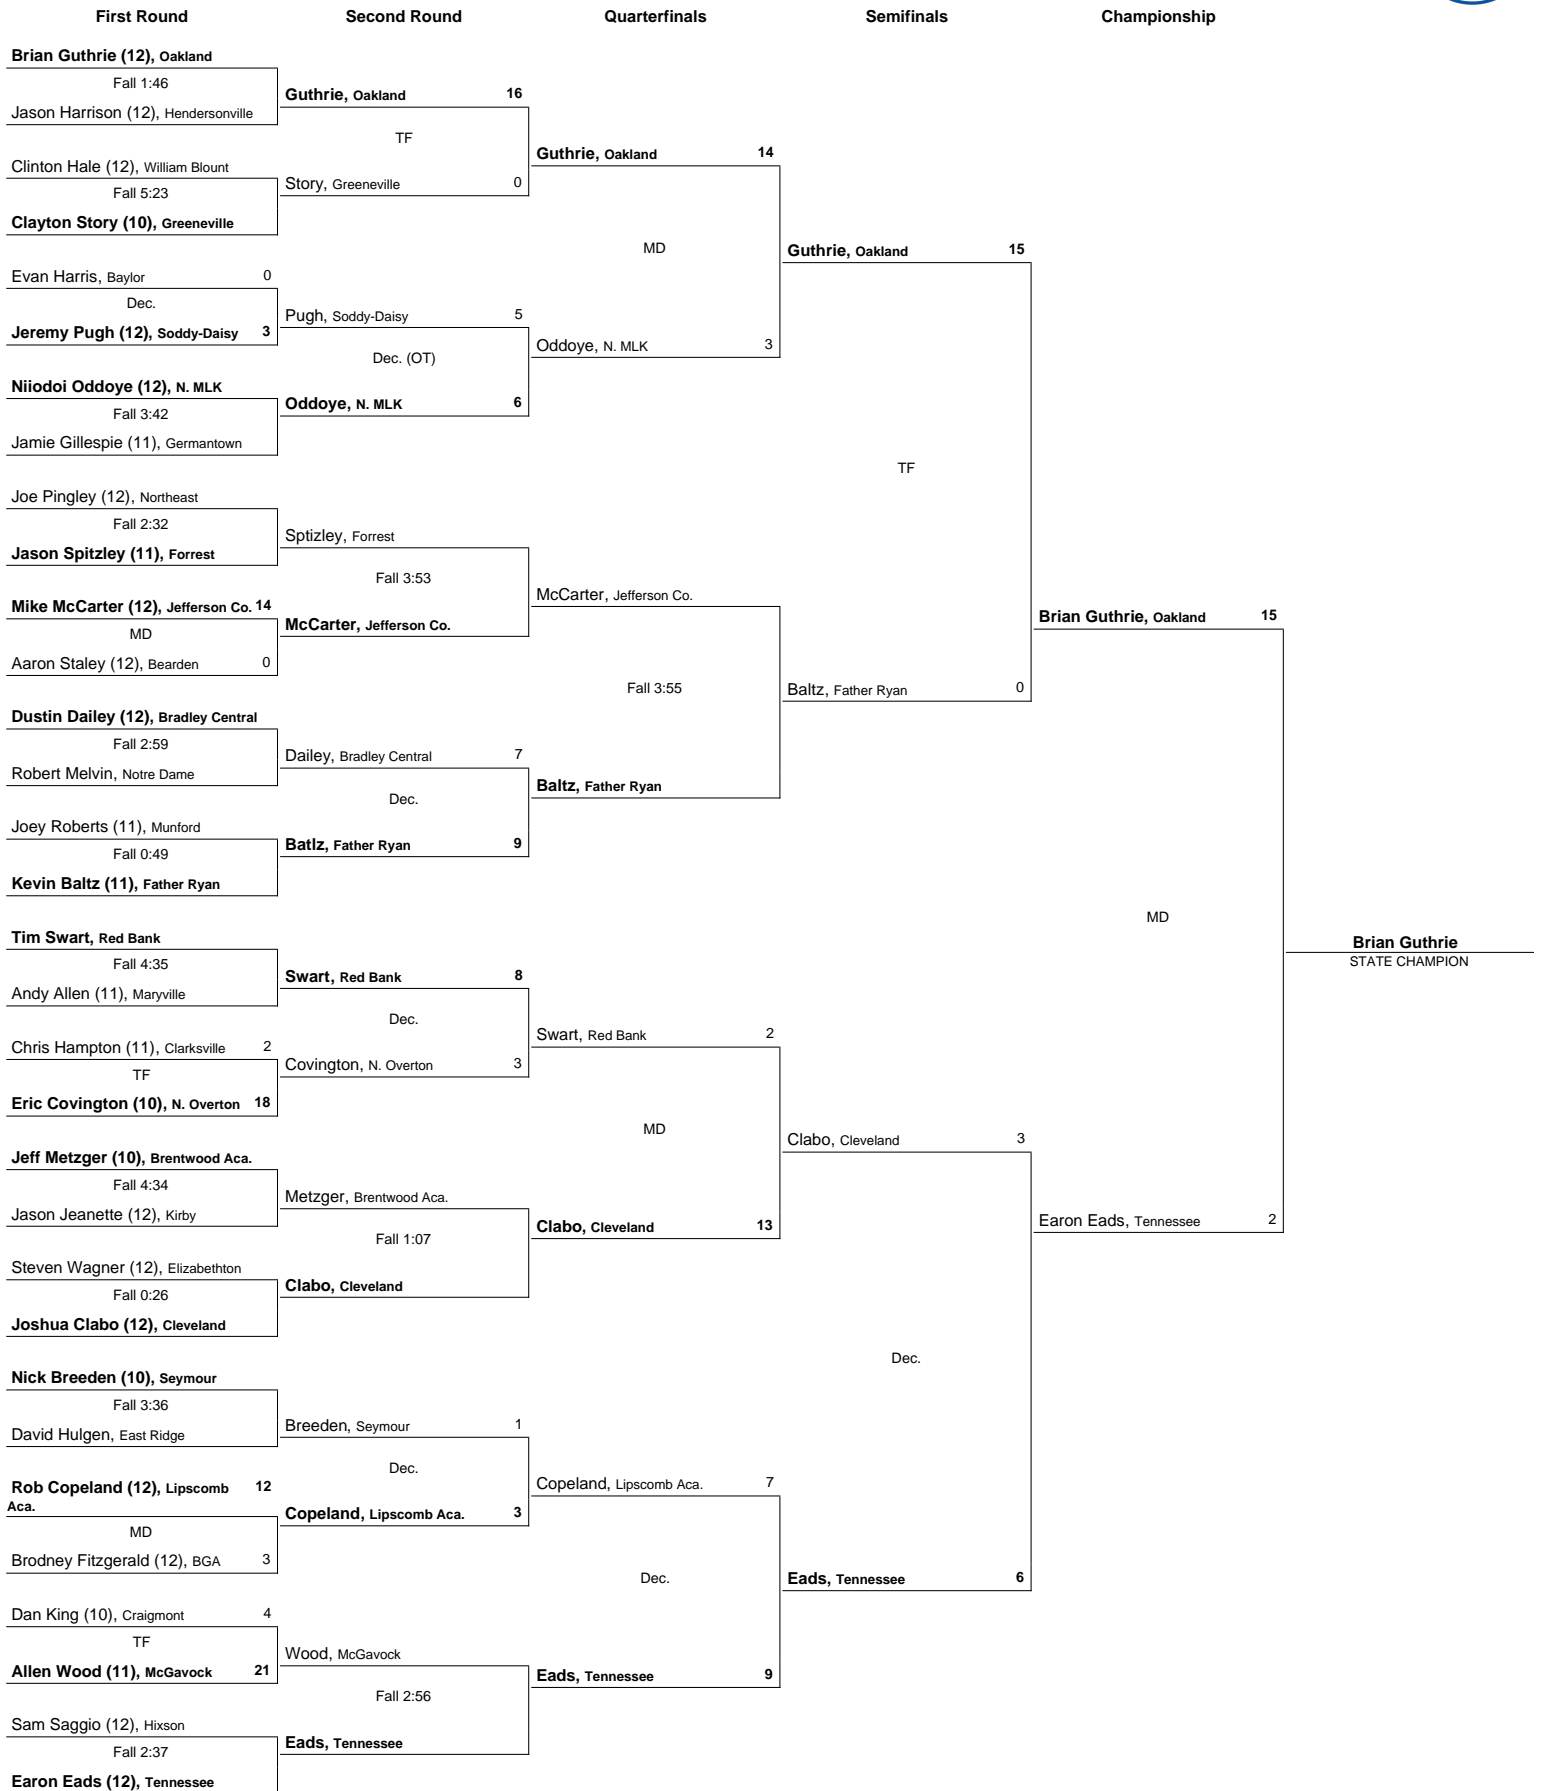 First Round
Second Round
Quarterfinals
Semifinals
Championship
Brian Guthrie (12), Oakland
Fall 1:46
Jason Harrison (12), Hendersonville
Clinton Hale (12), William Blount
Fall 5:23
Clayton Story (10), Greeneville
Evan Harris, Baylor 0
Dec.
Jeremy Pugh (12), Soddy-Daisy 3
Niiodoi Oddoye (12), N. MLK
Fall 3:42
Jamie Gillespie (11), Germantown
Joe Pingley (12), Northeast
Fall 2:32
Jason Spitzley (11), Forrest
Mike McCarter (12), Jefferson Co. 14
MD
Aaron Staley (12), Bearden 0
Dustin Dailey (12), Bradley Central
Fall 2:59
Robert Melvin, Notre Dame
Joey Roberts (11), Munford
Fall 0:49
Kevin Baltz (11), Father Ryan
Tim Swart, Red Bank
Fall 4:35
Andy Allen (11), Maryville
Chris Hampton (11), Clarksville 2
TF
Eric Covington (10), N. Overton 18
Jeff Metzger (10), Brentwood Aca.
Fall 4:34
Jason Jeanette (12), Kirby
Steven Wagner (12), Elizabethton
Fall 0:26
Joshua Clabo (12), Cleveland
Nick Breeden (10), Seymour
Fall 3:36
David Hulgen, East Ridge
Rob Copeland (12), Lipscomb 12
Aca.
MD
Brodney Fitzgerald (12), BGA 3
Dan King (10), Craigmont 4
TF
Allen Wood (11), McGavock 21
Sam Saggio (12), Hixson
Fall 2:37
Earon Eads (12), Tennessee
Guthrie, Oakland 16
TF
Story, Greeneville 0
Pugh, Soddy-Daisy 5
Dec. (OT)
Oddoye, N. MLK 6
Sptizley, Forrest
Fall 3:53
McCarter, Jefferson Co.
Dailey, Bradley Central 7
Dec.
Batlz, Father Ryan 9
Swart, Red Bank 8
Dec.
Covington, N. Overton 3
Metzger, Brentwood Aca.
Fall 1:07
Clabo, Cleveland
Breeden, Seymour 1
Dec.
Copeland, Lipscomb Aca. 3
Wood, McGavock
Fall 2:56
Eads, Tennessee
Guthrie, Oakland 14
MD
Oddoye, N. MLK 3
McCarter, Jefferson Co.
Fall 3:55
Baltz, Father Ryan
Swart, Red Bank 2
MD
Clabo, Cleveland 13
Copeland, Lipscomb Aca. 7
Dec.
Eads, Tennessee 9
Guthrie, Oakland 15
TF
Baltz, Father Ryan 0
Clabo, Cleveland 3
Dec.
Eads, Tennessee 6
Brian Guthrie, Oakland 15
MD
Earon Eads, Tennessee 2
Brian Guthrie
STATE CHAMPION